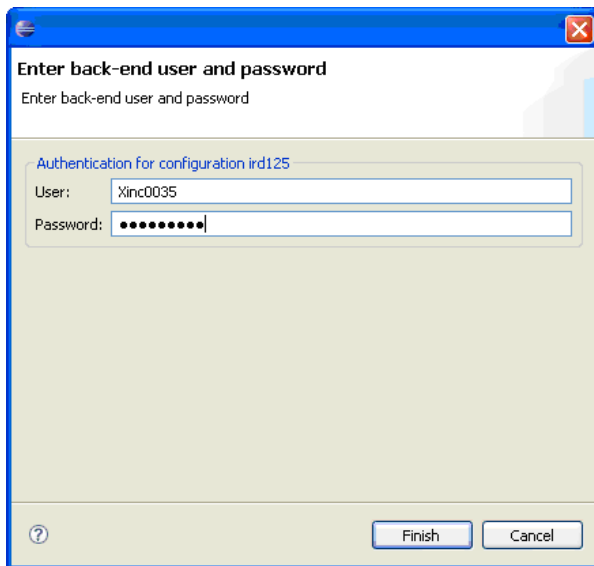 Enter back-end user and password
Enter back-end user and password
Authentication for configuration ird125
User: Xinc0035
Password: ●●●●●●●●●
?
Finish Cancel